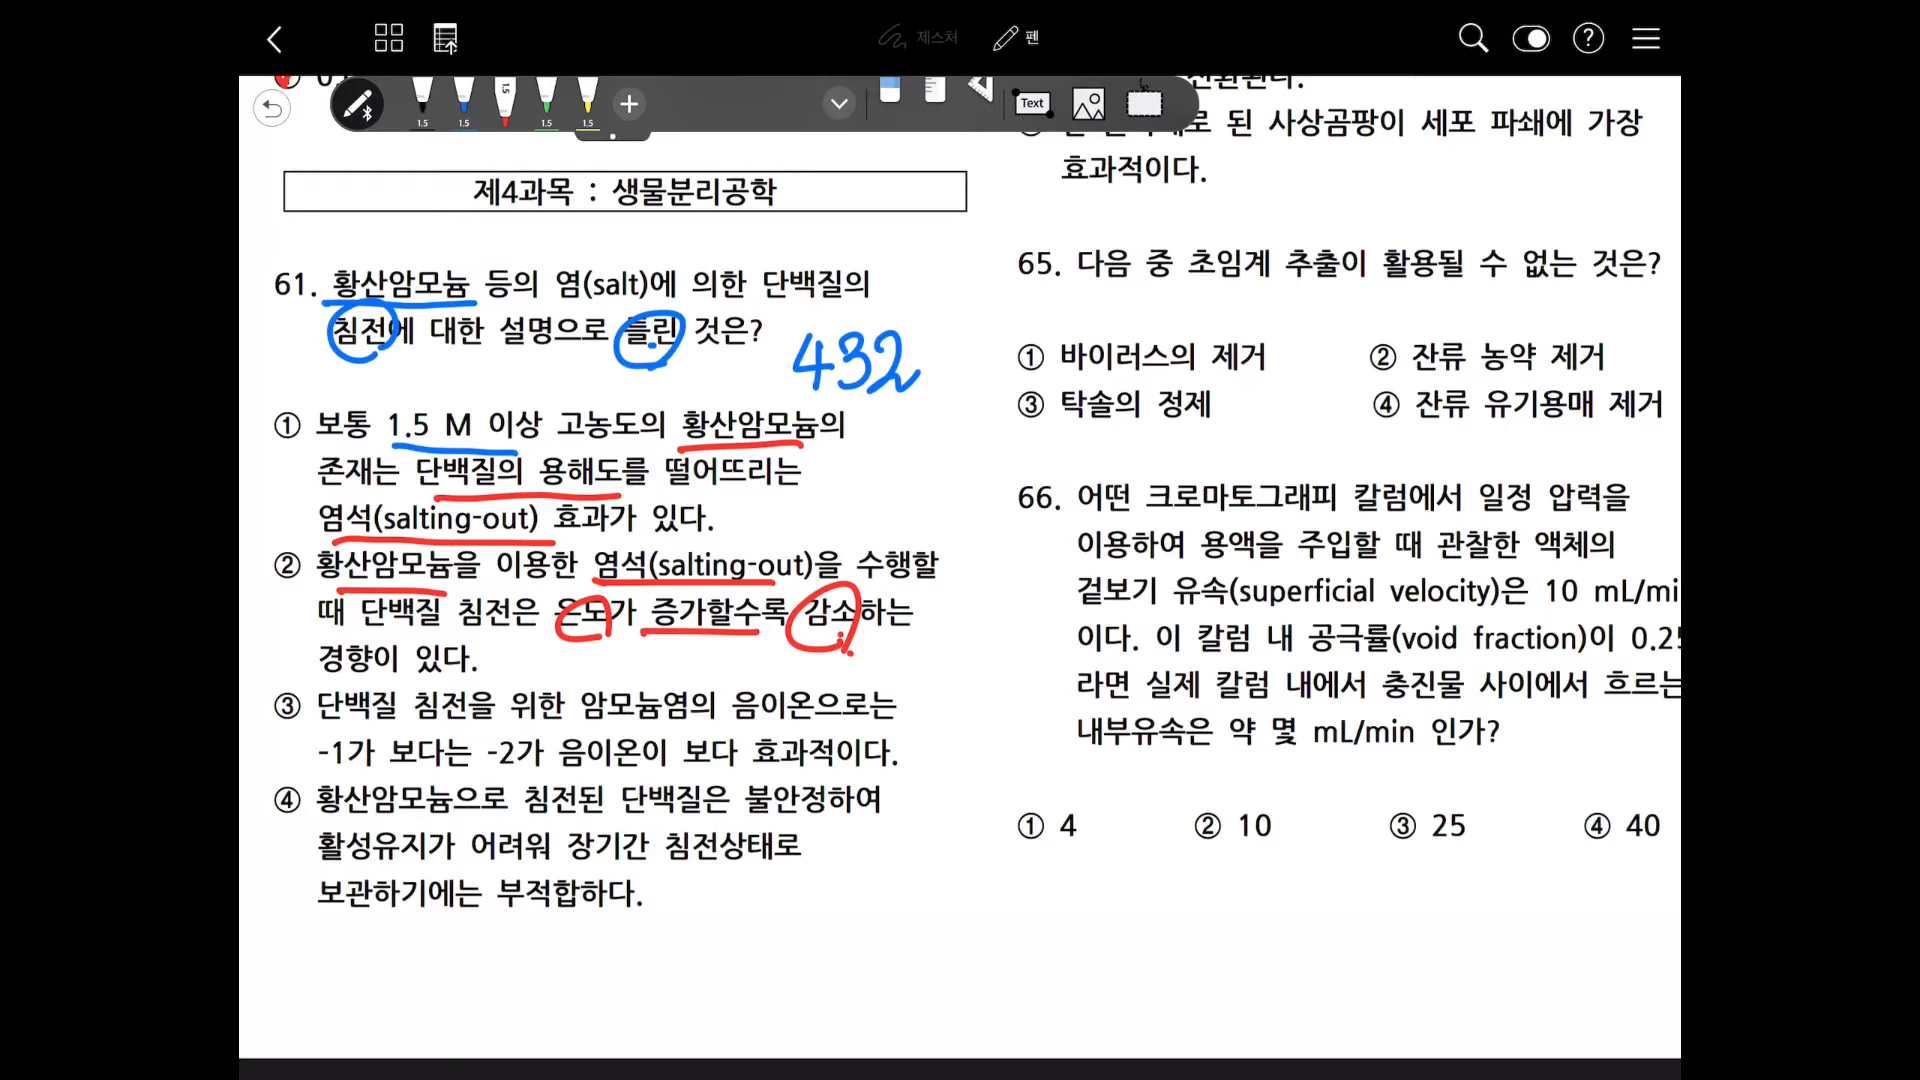 제스처
펜
1.5
1.5
1.5
1.5
1.5
Text
제4과목 : 생물분리공학
61. 황산암모늄 등의 염(salt)에 의한 단백질의
침전에 대한 설명으로 틀린 것은?
432
① 보통 1.5 M 이상 고농도의 황산암모늄의
존재는 단백질의 용해도를 떨어뜨리는
염석(salting-out) 효과가 있다.
② 황산암모늄을 이용한 염석(salting-out)을 수행할
때 단백질 침전은 온도가 증가할수록 감소하는
경향이 있다.
③ 단백질 침전을 위한 암모늄염의 음이온으로는
-1가 보다는 -2가 음이온이 보다 효과적이다.
④ 황산암모늄으로 침전된 단백질은 불안정하여
활성유지가 어려워 장기간 침전상태로
보관하기에는 부적합하다.
전환된다.
로 된 사상곰팡이 세포 파쇄에 가장
효과적이다.
65. 다음 중 초임계 추출이 활용될 수 없는 것은?
① 바이러스의 제거 ② 잔류 농약 제거
③ 탁솔의 정제 ④ 잔류 유기용매 제거
66. 어떤 크로마토그래피 칼럼에서 일정 압력을
이용하여 용액을 주입할 때 관찰한 액체의
겉보기 유속(superficial velocity)은 10 mL/mi
이다. 이 칼럼 내 공극률(void fraction)이 0.25
라면 실제 칼럼 내에서 충진물 사이에서 흐르는
내부유속은 약 몇 mL/min 인가?
① 4 ② 10 ③ 25 ④ 40